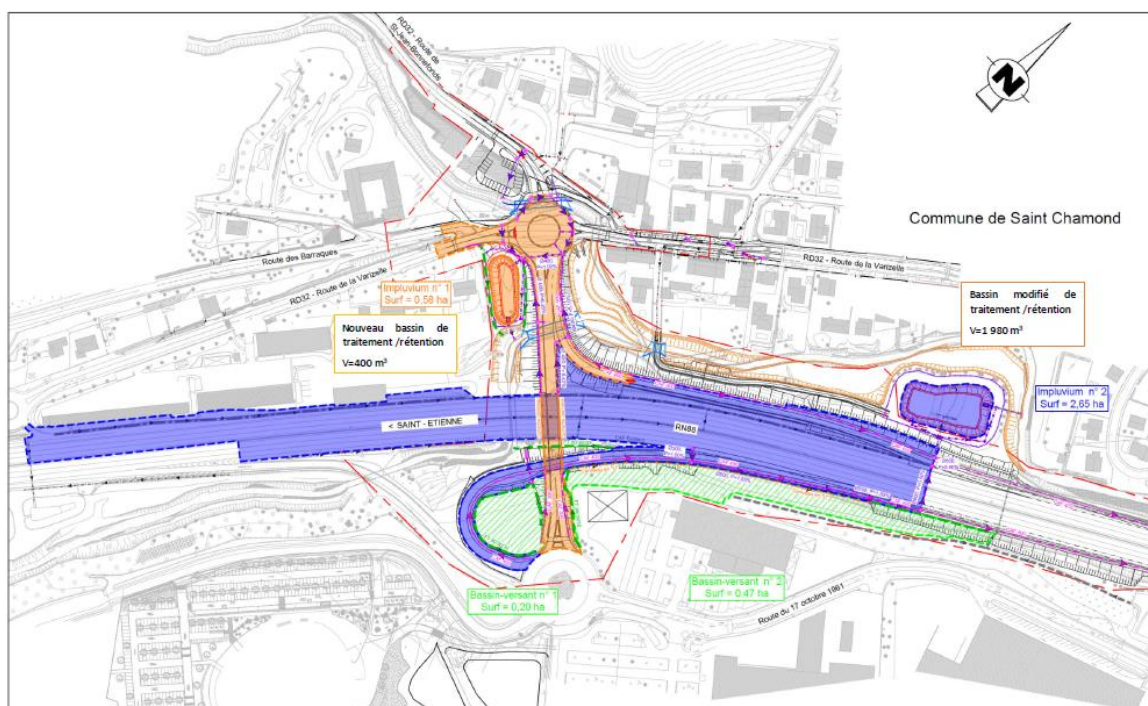 RD32 - Route de
St-Jean-Bonnefonds
N
Commune de Saint Chamond
Route des Barraques
RD32 - Route de la Varizelle
RD32 - Route de la Varizelle
Impluvium n° 1
Surf = 0,58 ha
Nouveau bassin de
traitement /rétention
V=400 m³
Bassin modifié de
traitement /rétention
V=1 980 m³
Impluvium n° 2
Surf = 2,65 ha
< SAINT - ETIENNE
RN88
Bassin-versant n° 1
Surf = 0,20 ha
Bassin-versant n° 2
Surf = 0,47 ha
Route du 17 octobre 1961